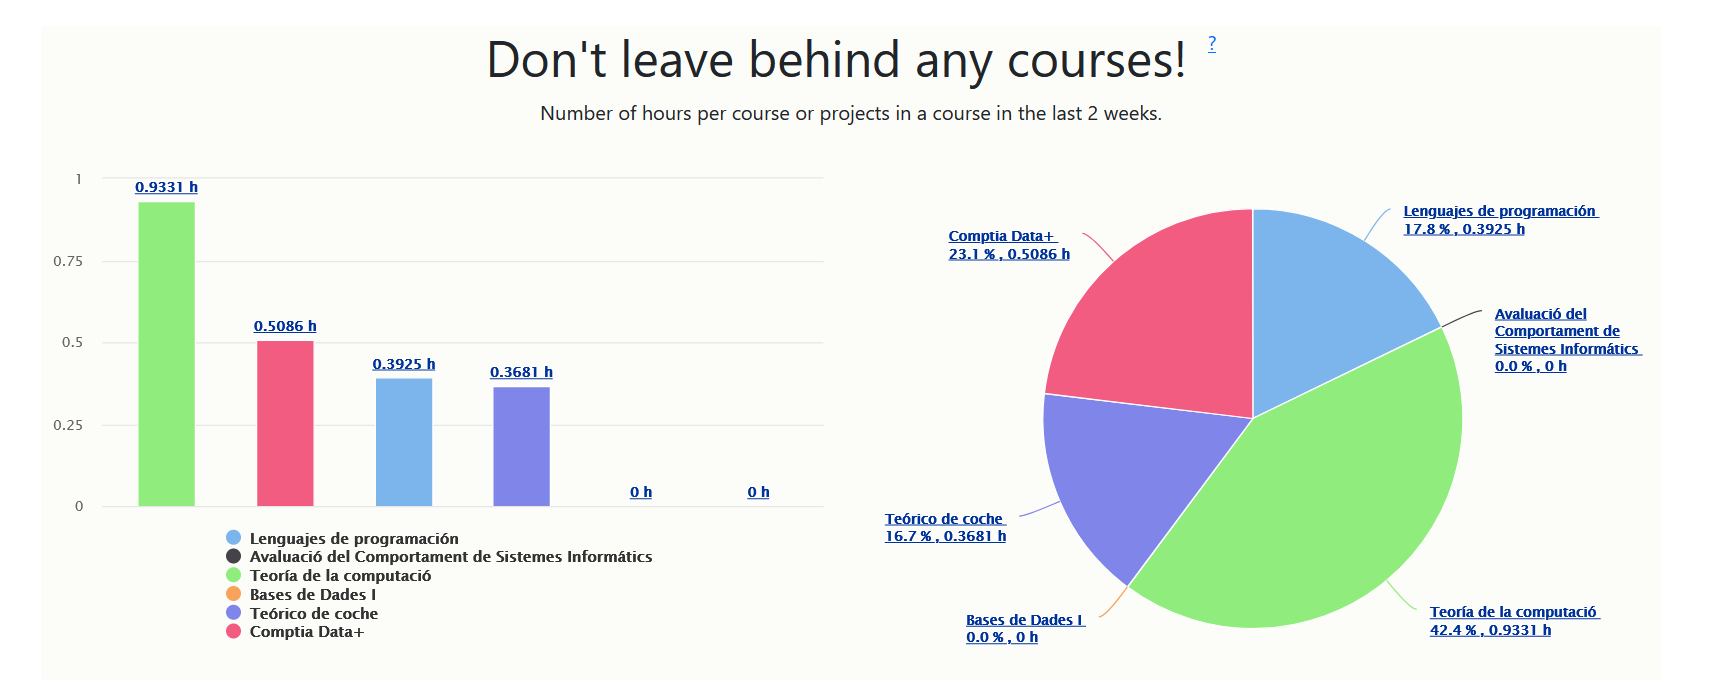 Don't leave behind any courses! ?
Number of hours per course or projects in a course in the last 2 weeks.
1
0.75
0.5
0.25
0
0.9331 h
0.5086 h
0.3925 h
0.3681 h
0 h
0 h
Lenguajes de programación
Avaluació del Comportament de Sistemes Informátics
Teoría de la computació
Bases de Dades I
Teórico de coche
Comptia Data+
Lenguajes de programación
17.8 % , 0.3925 h
Avaluació del
Comportament de
Sistemes Informátics
0.0 % , 0 h
Teoría de la computació
42.4 % , 0.9331 h
Bases de Dades I
0.0 % , 0 h
Teórico de coche
16.7 % , 0.3681 h
Comptia Data+
23.1 % , 0.5086 h